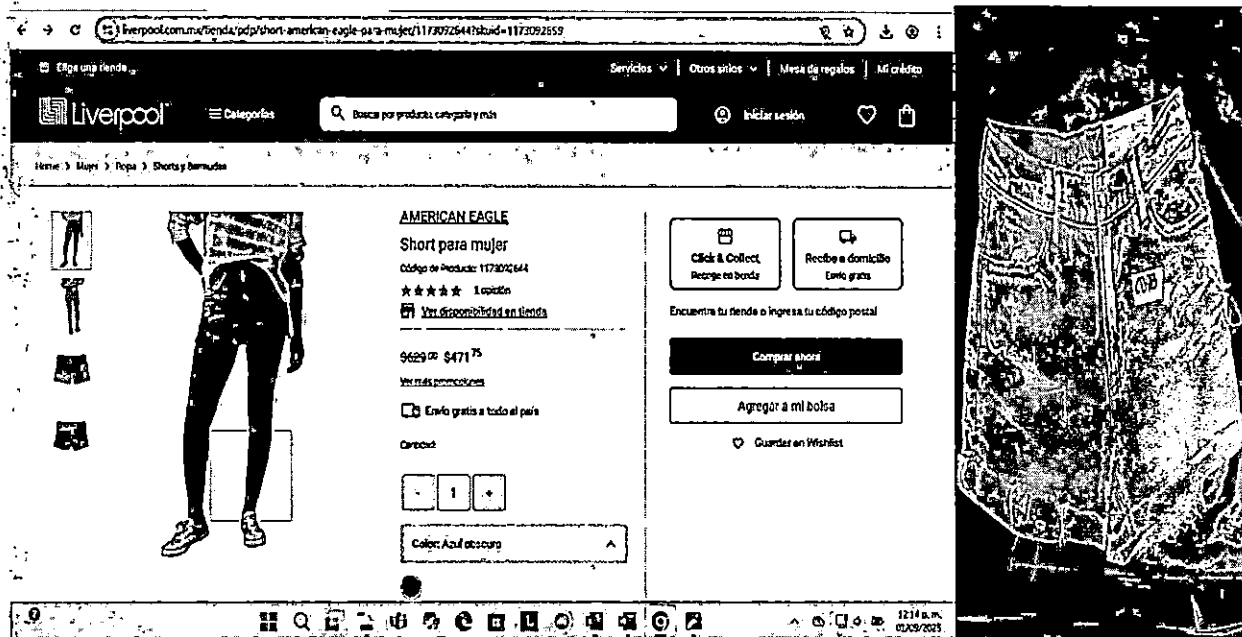 liverpool.com.mx/tienda/pdp/short-american-eagle-para-mujer/1173092644?skuid=1173092659
Elige una tienda
Servicios
Otros sitios
Mesa de regalos
Mi crédito
Liverpool
Categorías
Buscar por producto, categoría y más
Iniciar sesión
Home > Mujer > Ropa > Shorts y Bermudas
AMERICAN EAGLE
Short para mujer
Código de Producto: 1173092644
1 opinión
Ver disponibilidad en tienda
$629.00 $471.75
Ver más promociones
Envío gratis a todo el país
Cantidad:
- 1 +
Color: Azul obscuro
Click & Collect
Recoge en tienda
Recibe a domicilio
Envío gratis
Encuentra tu tienda o ingresa tu código postal
Comprar ahora
Agregar a mi bolsa
Guardar en Wishlist
12:14 p.m.